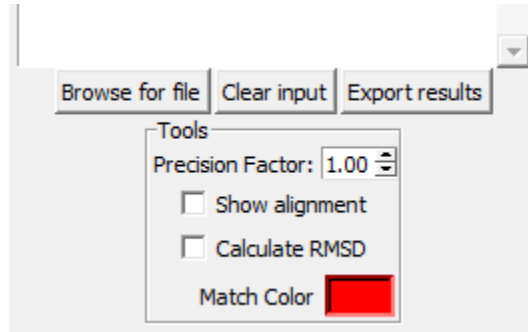 Browse for file Clear input Export results
Tools
Precision Factor: 1.00
Show alignment
Calculate RMSD
Match Color